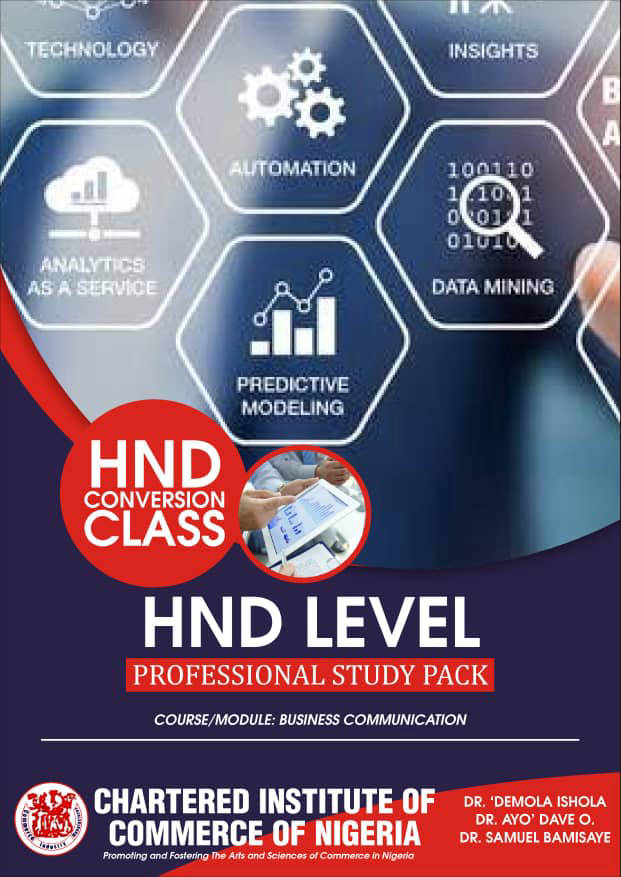 TECHNOLOGY
INSIGHTS
B
A
AUTOMATION
100110
ANALYTICS
AS A SERVICE
DATA MINING
PREDICTIVE
MODELING
HND
CONVERSION
CLASS
HND LEVEL
PROFESSIONAL STUDY PACK
COURSE/MODULE: BUSINESS COMMUNICATION
CHARTERED INSTITUTE OF
COMMERCE OF NIGERIA
Promoting and Fostering The Arts and Sciences of Commerce in Nigeria
DR. ‘DEMOLA ISHOLA
DR. AYO’ DAVE O.
DR. SAMUEL BAMISAYE